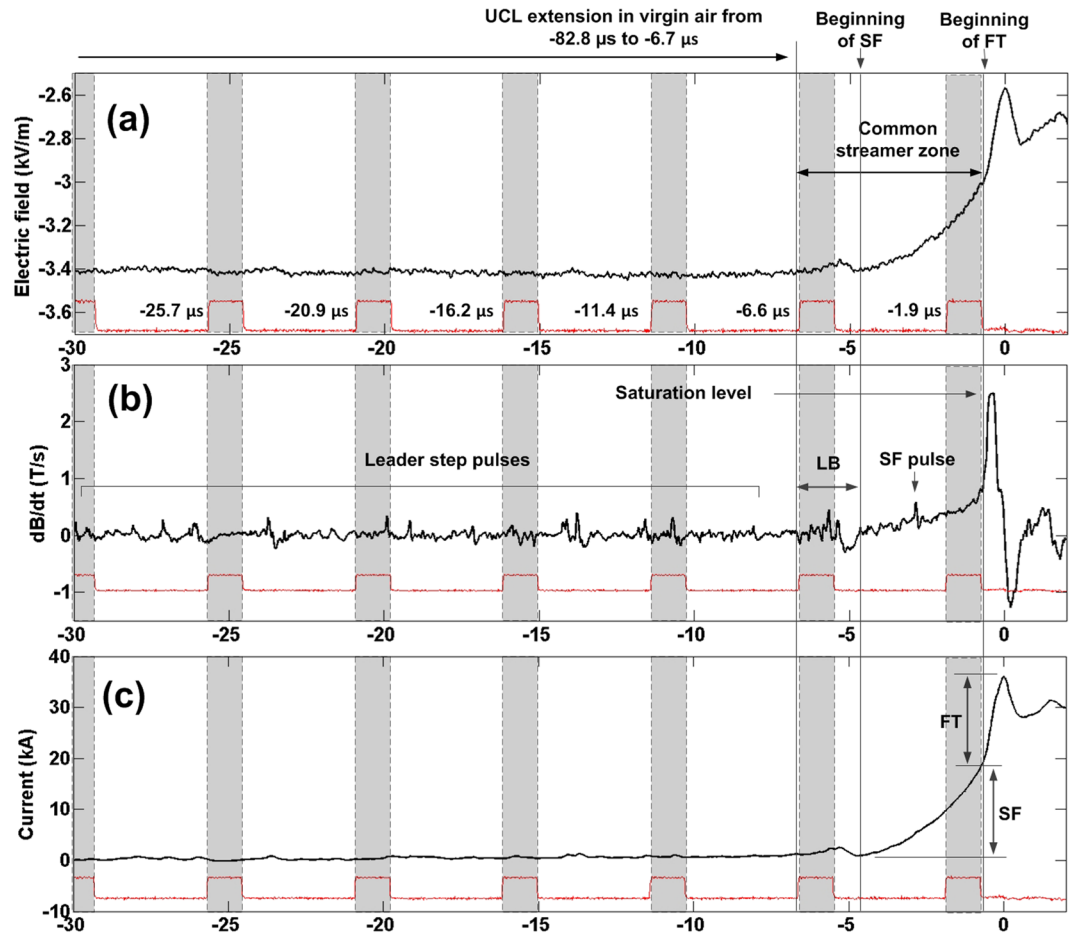 UCL extension in virgin air from
-82.8 µs to -6.7 µs
Beginning
of SF
Beginning
of FT
(a)
Electric field (kV/m)
-2.6
-2.8
-3
-3.2
-3.4
-3.6
Common
streamer zone
-25.7 µs
-20.9 µs
-16.2 µs
-11.4 µs
-6.6 µs
-1.9 µs
-30
-25
-20
-15
-10
-5
0
(b)
dB/dt (T/s)
3
2
1
0
-1
Saturation level
Leader step pulses
LB
SF pulse
-30
-25
-20
-15
-10
-5
0
(c)
Current (kA)
40
30
20
10
0
-10
FT
SF
-30
-25
-20
-15
-10
-5
0